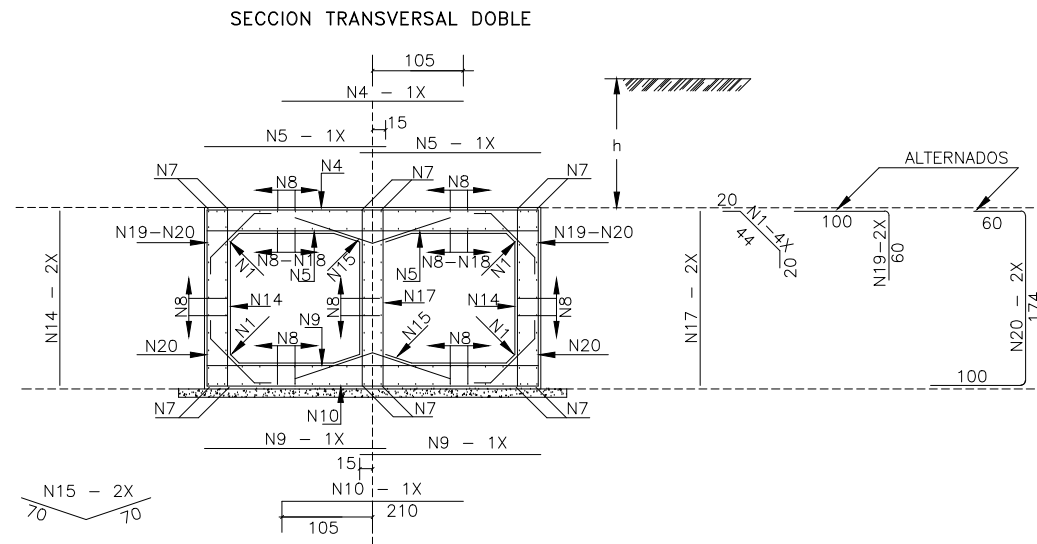 SECCION TRANSVERSAL DOBLE
105
N4 - 1X
15
N5 - 1X
N5 - 1X
h
N7
N8
N4
N7
N8
N7
ALTERNADOS
20
N1-4X
44
20
100
N19-2X
60
60
N19-N20
N19-N20
N8-N18
N8-N18
N1
N5
N15
N5
N1
N14 - 2X
N8
N14
N8
N17
N14
N8
N17 - 2X
N20 - 2X
174
N9
N15
N1
N8
N8
N1
N20
N20
100
N7
N10
N7
N7
N9 - 1X
N9 - 1X
15
N10 - 1X
210
105
N15 - 2X
70
70